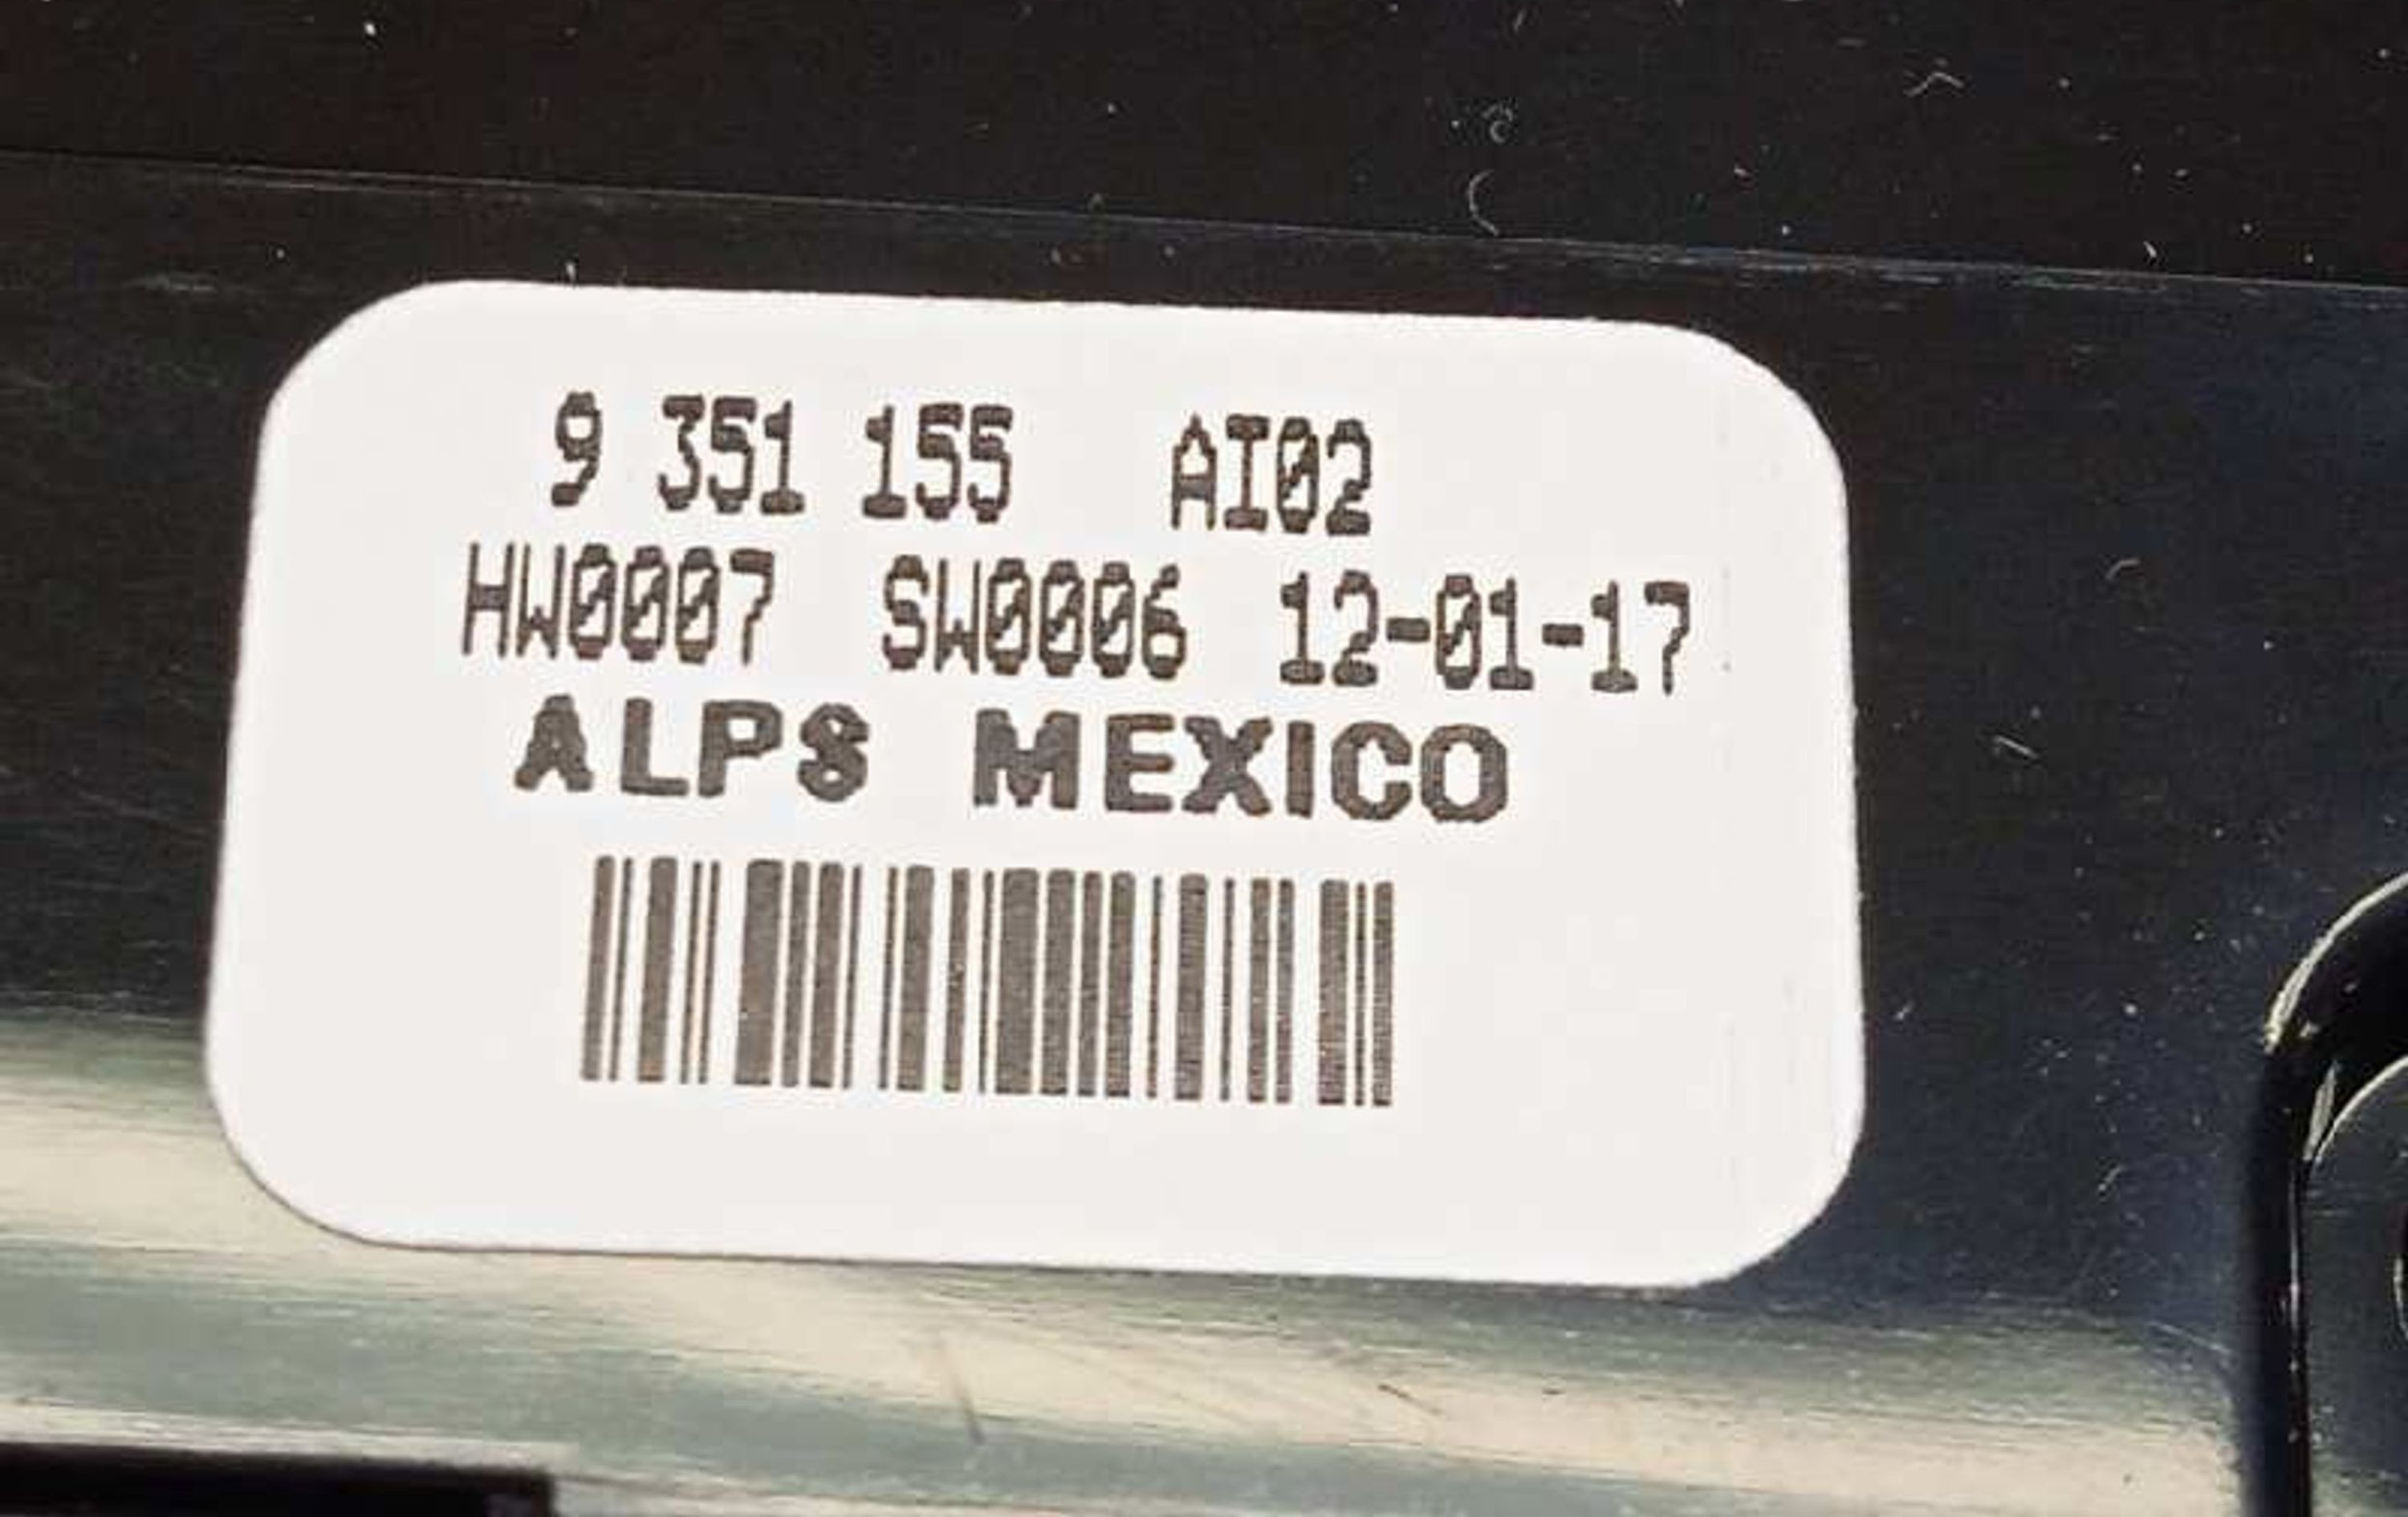 9 351 155 AI02
HW0007 SW0006 12-01-17
ALPS MEXICO